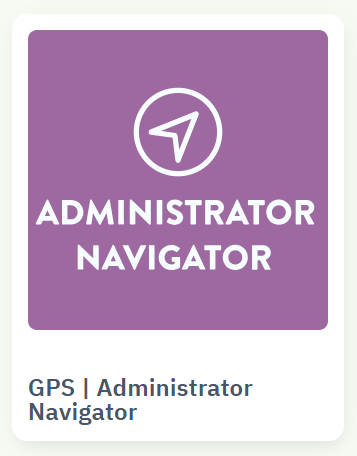 ADMINISTRATOR
NAVIGATOR
GPS | Administrator
Navigator